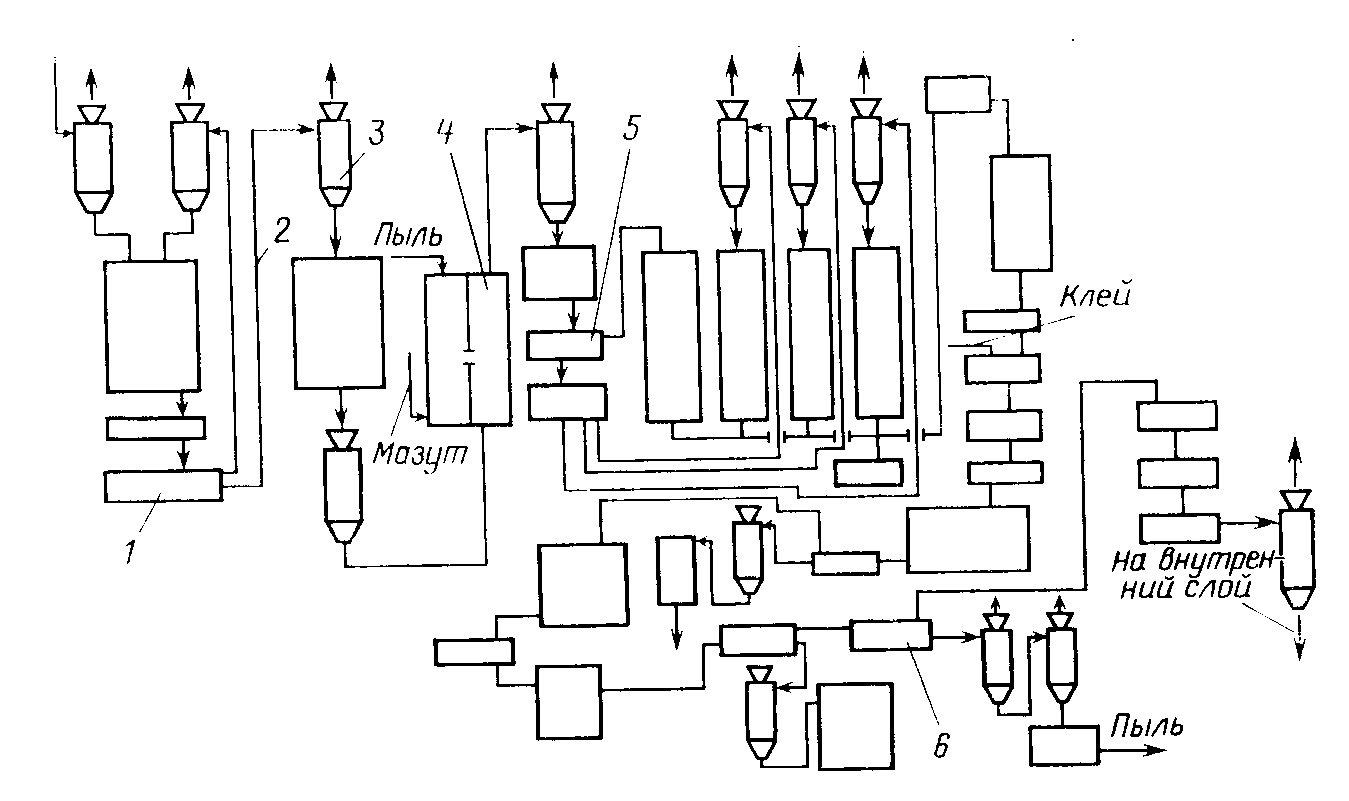 3
4
5
2
Пыль
Клей
Мазут
1
На внутрен-
ний слой
6
Пыль